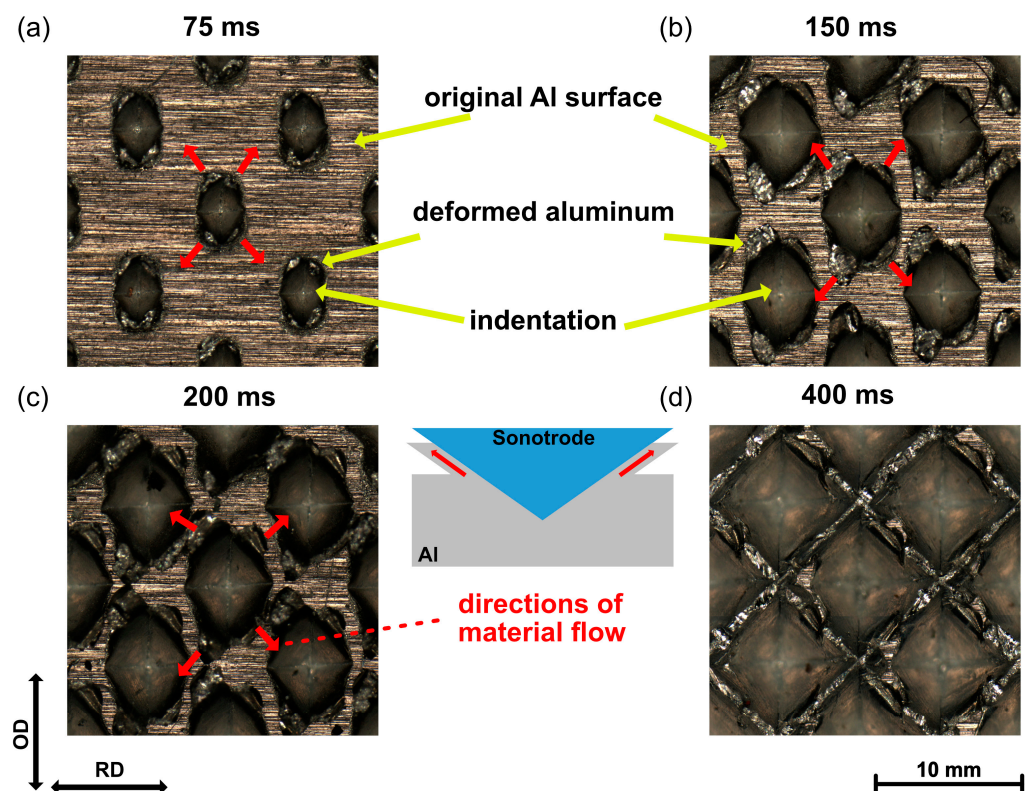 (a)
75 ms
(b)
150 ms
original Al surface
deformed aluminum
indentation
(c)
200 ms
(d)
400 ms
Sonotrode
Al
directions of
material flow
OD
RD
10 mm